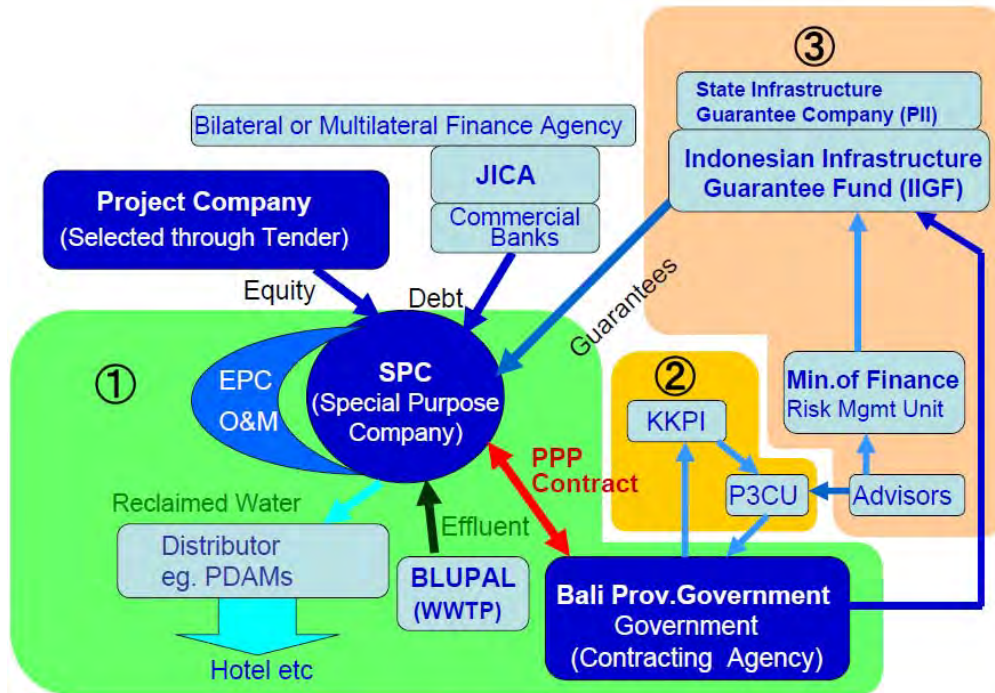 ③
State Infrastructure
Guarantee Company (PII)
Bilateral or Multilateral Finance Agency
Indonesian Infrastructure
Guarantee Fund (IIGF)
JICA
Commercial
Banks
Project Company
(Selected through Tender)
Equity
Debt
Guarantees
①
EPC
O&M
SPC
(Special Purpose
Company)
②
KKPI
Min.of Finance
Risk Mgmt Unit
PPP
Contract
P3CU
Advisors
Reclaimed Water
Effluent
Distributor
eg. PDAMs
BLUPAL
(WWTP)
Bali Prov.Government
Government
(Contracting Agency)
Hotel etc